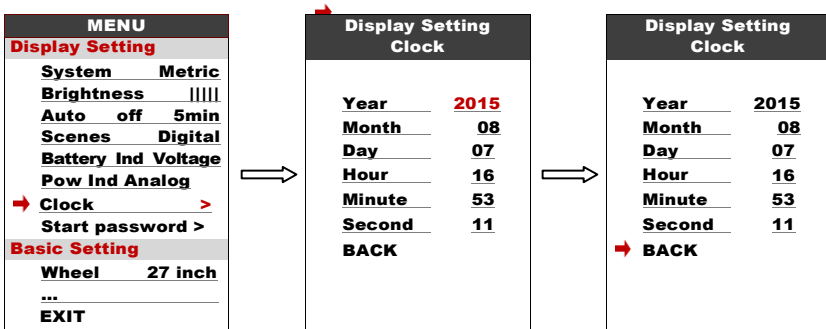 MENU
Display Setting
System Metric
Brightness |||||
Auto off 5min
Scenes Digital
Battery Ind Voltage
Pow Ind Analog
Clock >
Start password >
Basic Setting
Wheel 27 inch
...
EXIT
Display Setting
Clock
Year 2015
Month 08
Day 07
Hour 16
Minute 53
Second 11
BACK
Display Setting
Clock
Year 2015
Month 08
Day 07
Hour 16
Minute 53
Second 11
BACK